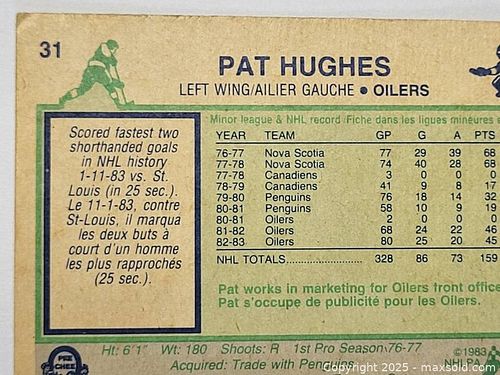 31
PAT HUGHES
LEFT WING/AILIER GAUCHE • OILERS
Scored fastest two
shorthanded goals
in NHL history
1-11-83 vs. St.
Louis (in 25 sec.).
Le 11-1-83, contre
St-Louis, il marqua
les deux buts à
court d'un homme
les plus rapprochés
(25 sec.).
Minor league & NHL record/Fiche dans les ligues mineures e
YEAR TEAM GP G A PTS
76-77 Nova Scotia 77 29 39 68
77-78 Nova Scotia 74 40 28 68
77-78 Canadiens 3 0 0 0
78-79 Canadiens 41 9 8 17
79-80 Penguins 76 18 14 32
80-81 Penguins 58 10 9 19
80-81 Oilers 2 0 0 0
81-82 Oilers 68 24 22 46
82-83 Oilers 80 25 20 45
NHL TOTALS.................... 328 86 73 159
Pat works in marketing for Oilers front office
Pat s'occupe de publicité pour les Oilers.
O-PEE-CHEE
Ht: 6'1" Wt: 180 Shoots: R 1st Pro Season: 76-77
Acquired: Trade with Penguins
©1983
NHLPA
Copyright 2025 - maxsold.com